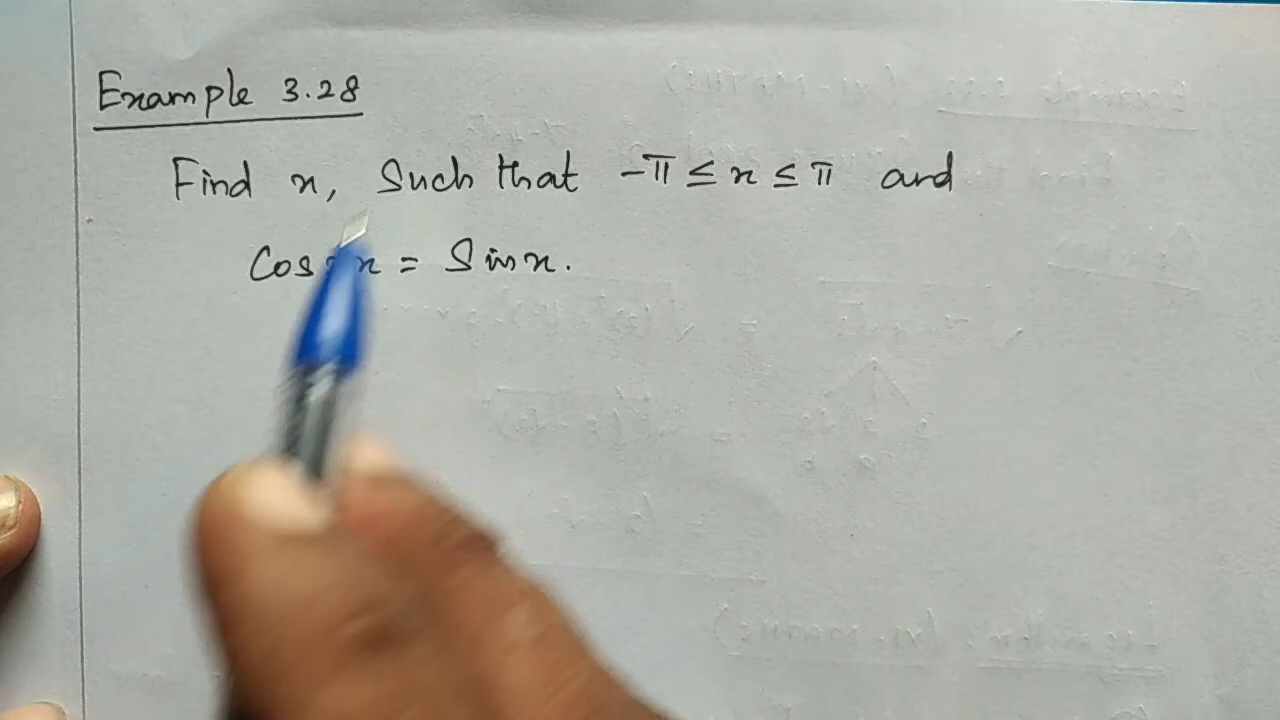 Example 3.28
Find x, Such that -π ≤ x ≤ π and
Cos x = Sin x.